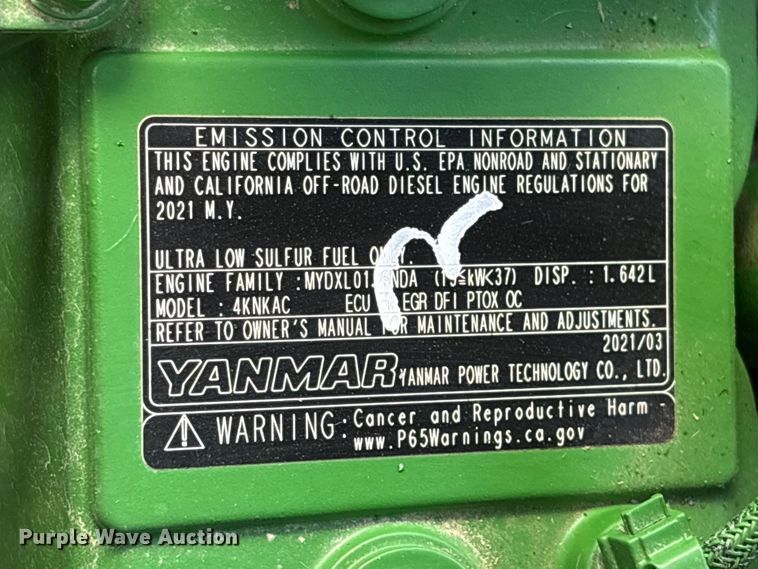 EMISSION CONTROL INFORMATION
THIS ENGINE COMPLIES WITH U.S. EPA NONROAD AND STATIONARY
AND CALIFORNIA OFF-ROAD DIESEL ENGINE REGULATIONS FOR
2021 M.Y.
ULTRA LOW SULFUR FUEL ONLY.
ENGINE FAMILY : DISP. : 1.642L
MODEL : 4KNKAC ECU EGR DFI PTOX OC
REFER TO OWNER'S MANUAL FOR MAINTENANCE AND ADJUSTMENTS.
2021/03
YANMAR YANMAR POWER TECHNOLOGY CO., LTD.
WARNING: Cancer and Reproductive Harm -
www.P65Warnings.ca.gov
Purple Wave Auction